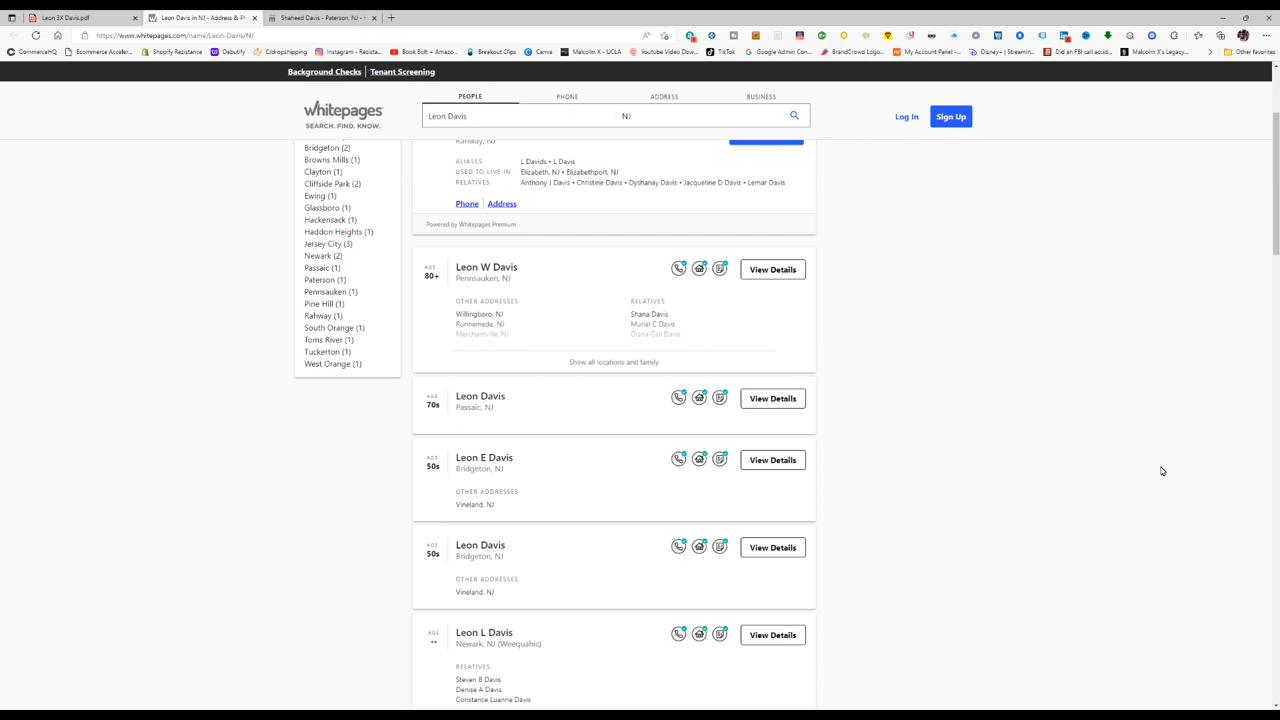 Leon 3X Davis.pdf
Leon Davis in NJ - Address & Ph
Shaheed Davis - Paterson, NJ - H
https://www.whitepages.com/name/Leon-Davis/NJ
CommerceHQ
Ecommerce Acceler...
Shopify Rezistance
Debutify
CJdropshipping
Instagram - Rezista...
Book Bolt + Amazo...
Breakout Clips
Canva
Malcolm X - UCLA
Youtube Video Dow...
TikTok
Google Admin Con...
BrandCrowd Logo...
My Account Panel -...
Disney+ | Streamin...
Did an FBI call accid...
Malcolm X's Legacy...
Other favorites
Background Checks | Tenant Screening
whitepages
SEARCH. FIND. KNOW.
PEOPLE
PHONE
ADDRESS
BUSINESS
Leon Davis
NJ
Log In
Sign Up
Bridgeton (2)
Browns Mills (1)
Clayton (1)
Cliffside Park (2)
Ewing (1)
Glassboro (1)
Hackensack (1)
Haddon Heights (1)
Jersey City (3)
Newark (2)
Passaic (1)
Paterson (1)
Pennsauken (1)
Pine Hill (1)
Rahway (1)
South Orange (1)
Toms River (1)
Tuckerton (1)
West Orange (1)
Rahway, NJ
ALIASES
L Davids • L Davis
USED TO LIVE IN
Elizabeth, NJ • Elizabethport, NJ
RELATIVES
Anthony J Davis • Christine Davis • Dyshanay Davis • Jacqueline D Davis • Lemar Davis
Phone | Address
Powered by Whitepages Premium
AGE
80+
Leon W Davis
Pennsauken, NJ
View Details
OTHER ADDRESSES
Willingboro, NJ
Runnemede, NJ
Merchantville, NJ
RELATIVES
Shana Davis
Muriel C Davis
Diana Gail Davis
Show all locations and family
AGE
70s
Leon Davis
Passaic, NJ
View Details
AGE
50s
Leon E Davis
Bridgeton, NJ
View Details
OTHER ADDRESSES
Vineland, NJ
AGE
50s
Leon Davis
Bridgeton, NJ
View Details
OTHER ADDRESSES
Vineland, NJ
AGE
--
Leon L Davis
Newark, NJ (Weequahic)
View Details
RELATIVES
Steven B Davis
Denise A Davis
Constance Luanne Davis